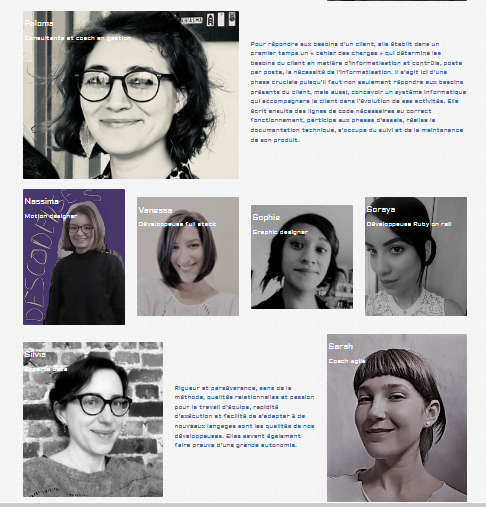 Paloma
Consultante et coach en gestion
Pour répondre aux besoins d'un client, elle établit dans un
premier temps un « cahier des charges » qui détermine les
besoins du client en matière d'informatisation et contrôle, poste
par poste, la nécessité de l'informatisation. Il s'agit ici d'une
phase cruciale puisqu'il faut non seulement répondre aux besoins
présents du client, mais aussi, concevoir un système informatique
qui accompagnera le client dans l'évolution de ses activités. Elle
écrit ensuite des lignes de code nécessaires au correct
fonctionnement, participe aux phases d'essais, réalise la
documentation technique, s'occupe du suivi et de la maintenance
de son produit.
Nassima
Motion designer
DESCODEUSES
Vanessa
Développeuse full stack
Sophie
Graphic designer
Soraya
Développeuse Ruby on rail
Silvia
Experte data
Rigueur et persévérance, sens de la
méthode, qualités relationnelles et passion
pour le travail d'équipe, rapidité
d'exécution et facilité de s'adapter à de
nouveaux langages sont les qualités de nos
développeuses. Elles savent également
faire preuve d'une grande autonomie.
Sarah
Coach agile